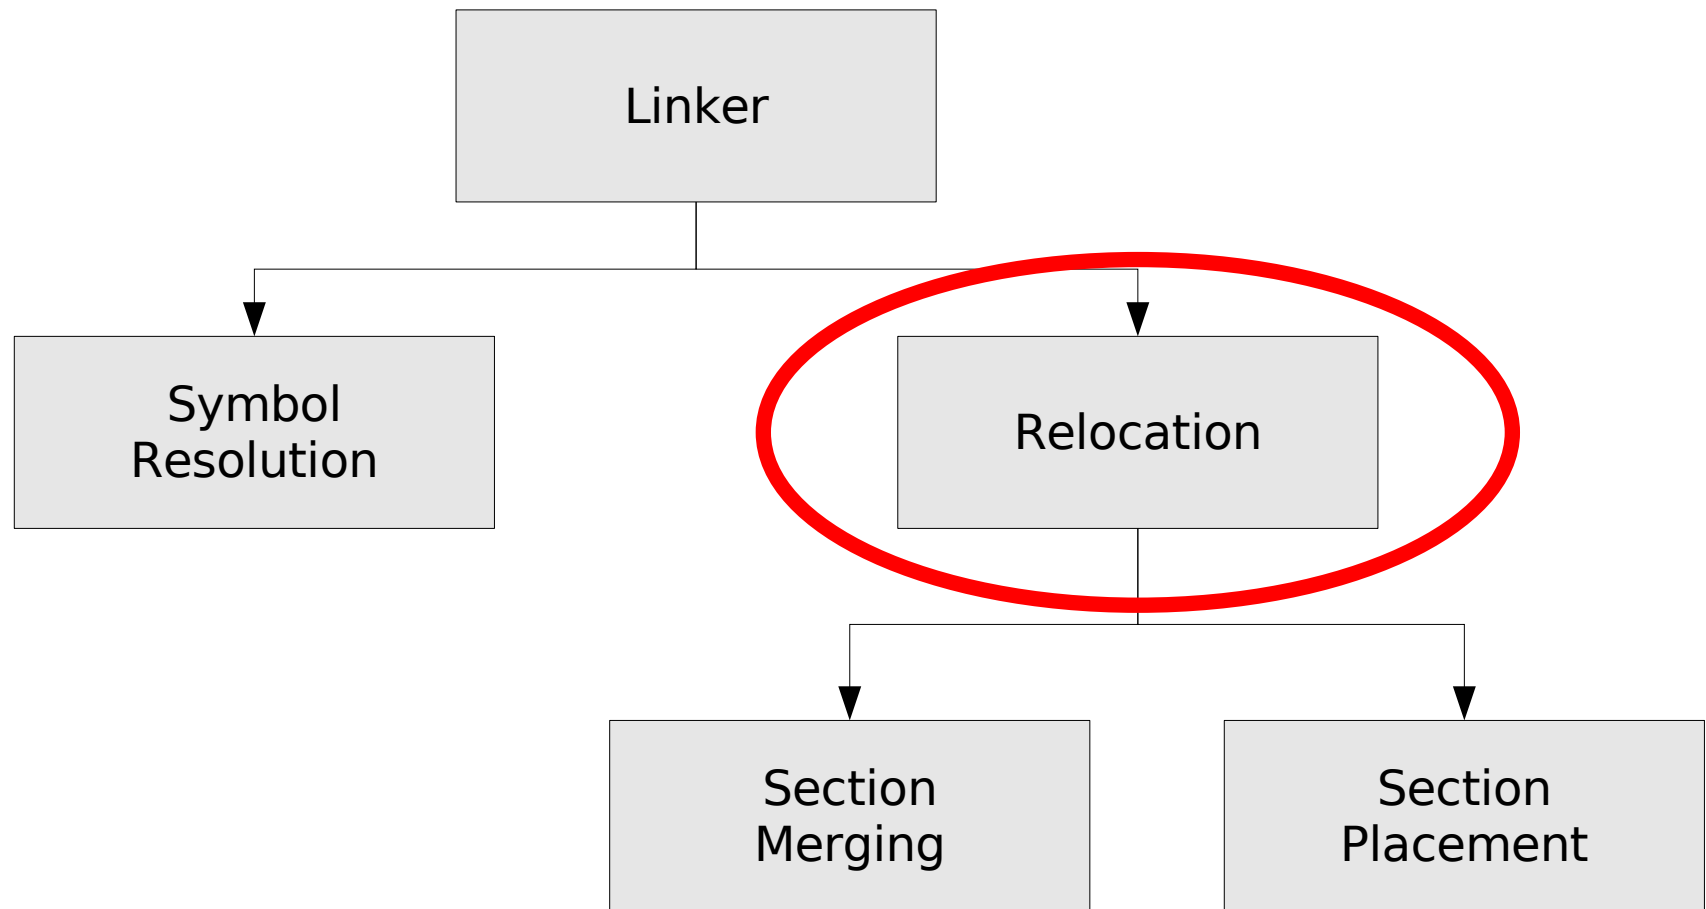 Linker
Symbol
Resolution
Relocation
Section
Merging
Section
Placement